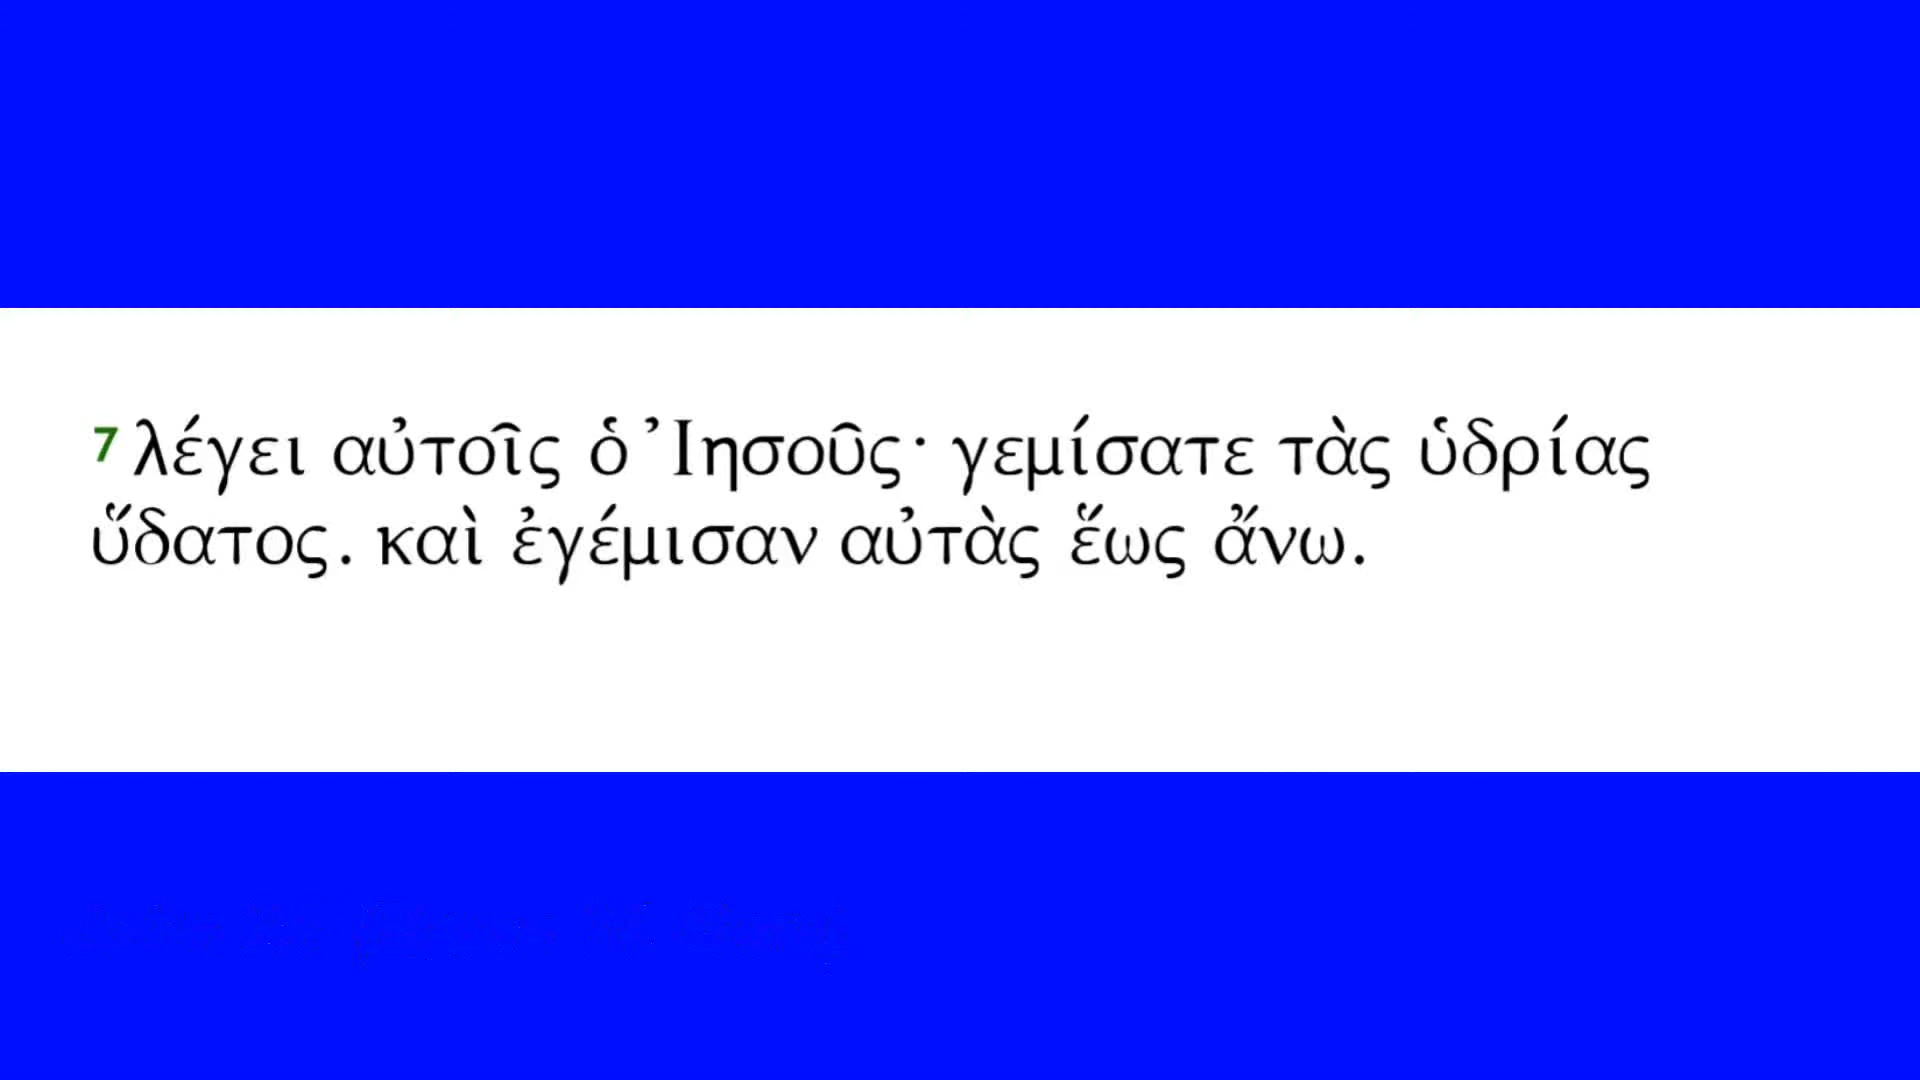 7 λέγει αὐτοῖς ὁ Ἰησοῦς· γεμίσατε τὰς ὑδρίας
ὕδατος. καὶ ἐγέμισαν αὐτὰς ἕως ἄνω.